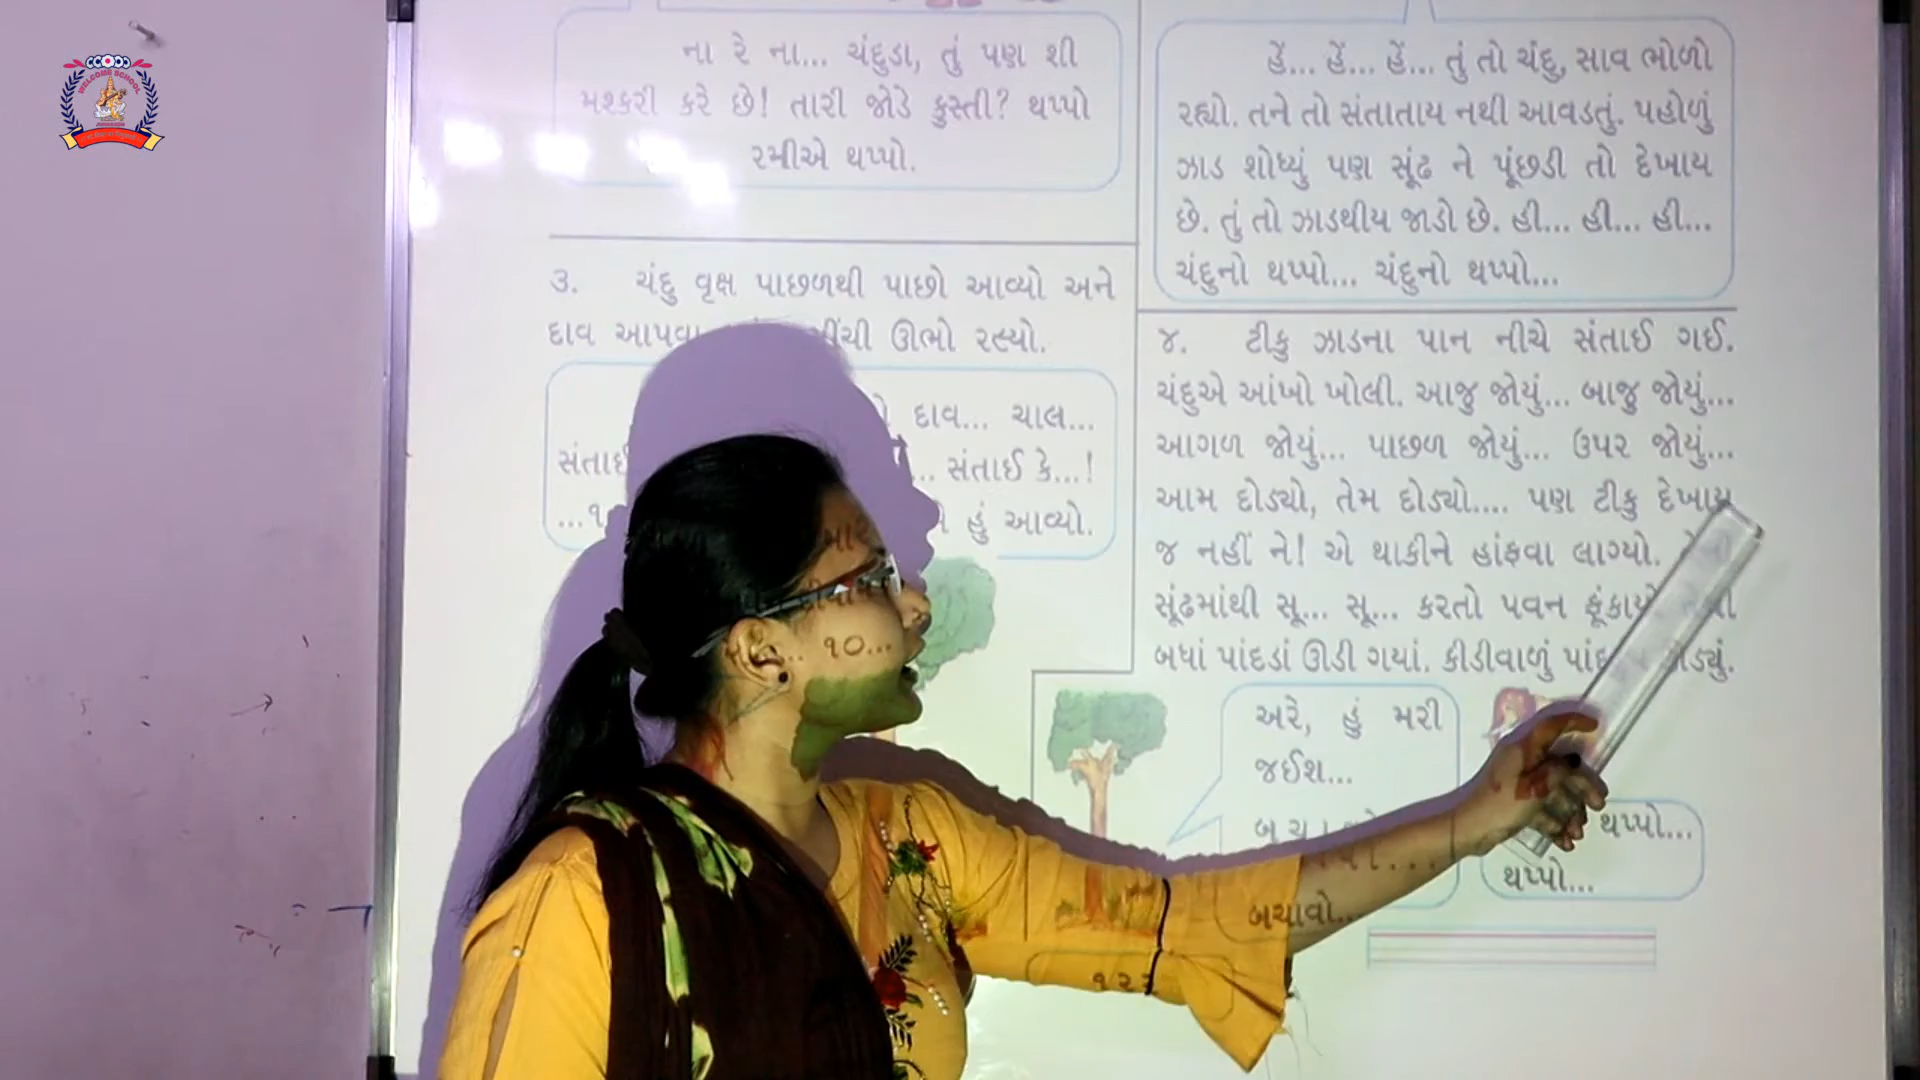 WELCOME SCHOOL
ના રે ના... ચંદુડા, તું પણ શી
મશ્કરી કરે છે! તારી જોડે કુસ્તી? થપ્પો
રમીએ થપ્પો.
૩. ચંદુ વૃક્ષ પાછળથી પાછો આવ્યો અને
દાવ આપવા ઊભો રહ્યો.
દાવ... ચાલ...
સંતાઈ કે...!
હું આવ્યો.
૧૦...
હેં... હેં... હેં... તું તો ચંદુ, સાવ ભોળો
રહ્યો. તને તો સંતાતાય નથી આવડતું. પહોળું
ઝાડ શોધ્યું પણ સૂંઢ ને પૂંછડી તો દેખાય
છે. તું તો ઝાડથીય જાડો છે. હી... હી... હી...
ચંદુનો થપ્પો... ચંદુનો થપ્પો...
૪. ટીકુ ઝાડના પાન નીચે સંતાઈ ગઈ.
ચંદુએ આંખો ખોલી. આજુ જોયું... બાજુ જોયું...
આગળ જોયું... પાછળ જોયું... ઉપર જોયું...
આમ દોડ્યો, તેમ દોડ્યો.... પણ ટીકુ દેખાય
જ નહીં ને! એ થાકીને હાંફવા લાગ્યો.
સૂંઢમાંથી સૂ... સૂ... કરતો પવન ફૂંકાયો
બધાં પાંદડાં ઊડી ગયાં. કીડીવાળું
અરે, હું મરી
જઈશ...
બચાવો...
થપ્પો...
થપ્પો...